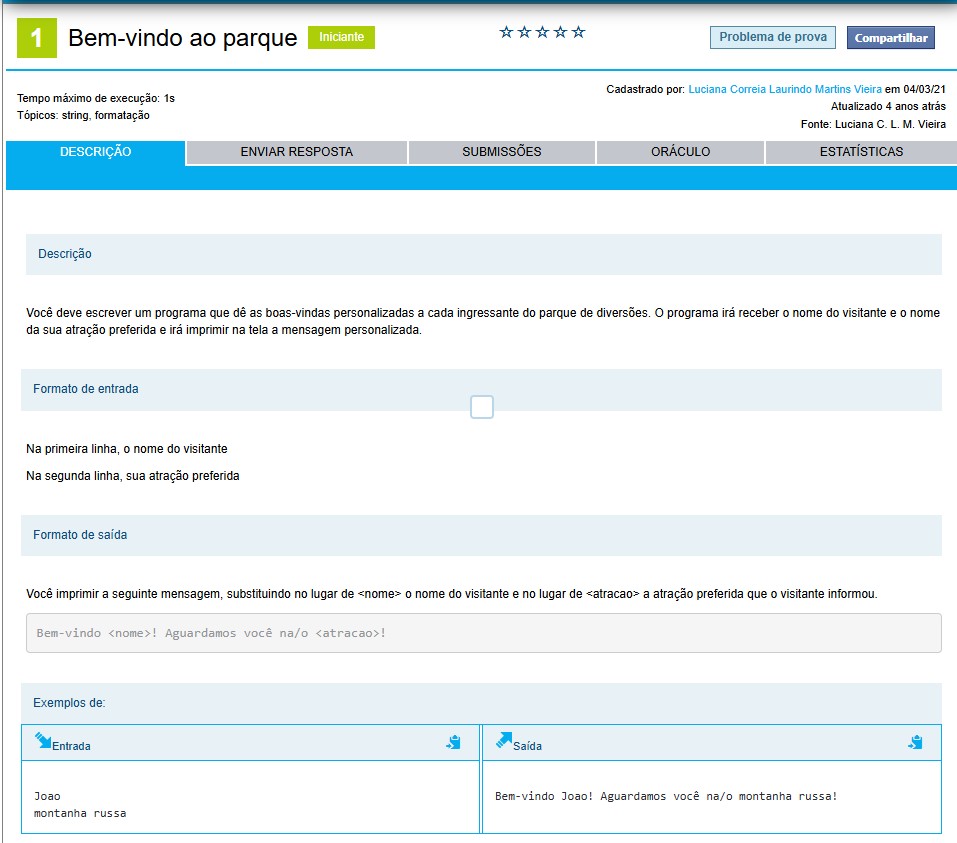 1 Bem-vindo ao parque Iniciante Problema de prova Compartilhar
Cadastrado por: Luciana Correia Laurindo Martins Vieira em 04/03/21
Tempo máximo de execução: 1s
Atualizado 4 anos atrás
Tópicos: string, formatação
Fonte: Luciana C. L. M. Vieira
DESCRIÇÃO ENVIAR RESPOSTA SUBMISSÕES ORÁCULO ESTATÍSTICAS
Descrição
Você deve escrever um programa que dê as boas-vindas personalizadas a cada ingressante do parque de diversões. O programa irá receber o nome do visitante e o nome
da sua atração preferida e irá imprimir na tela a mensagem personalizada.
Formato de entrada
Na primeira linha, o nome do visitante
Na segunda linha, sua atração preferida
Formato de saída
Você imprimir a seguinte mensagem, substituindo no lugar de <nome> o nome do visitante e no lugar de <atracao> a atração preferida que o visitante informou.
Bem-vindo <nome>! Aguardamos você na/o <atracao>!
Exemplos de:
Entrada Saída
Joao
montanha russa
Bem-vindo Joao! Aguardamos você na/o montanha russa!